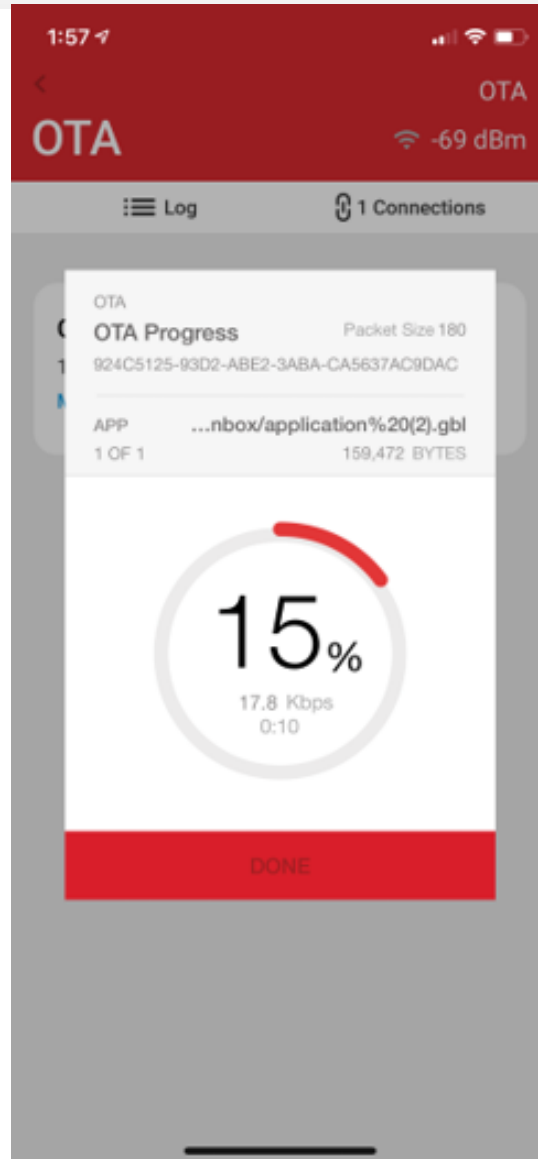 1:57
OTA
OTA
-69 dBm
Log
1 Connections
OTA
OTA Progress
Packet Size 180
924C5125-93D2-ABE2-3ABA-CA5637AC9DAC
APP
...nbox/application%20(2).gbl
1 OF 1
159,472 BYTES
15%
17.8 Kbps
0:10
DONE